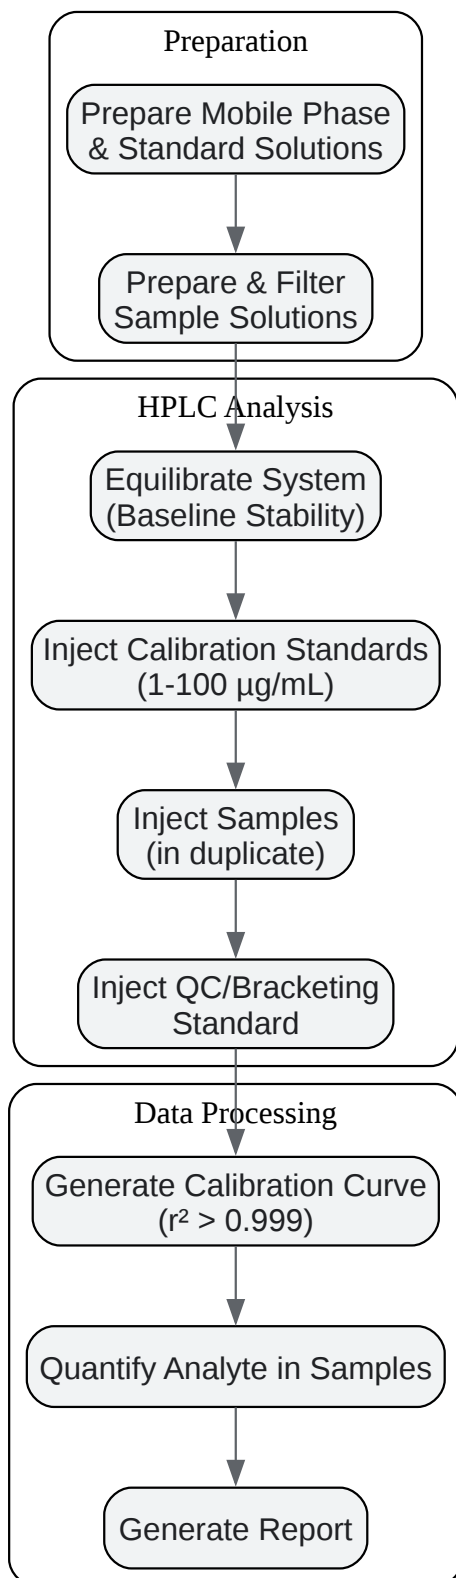 Preparation
Prepare Mobile Phase
& Standard Solutions
Prepare & Filter
Sample Solutions
HPLC Analysis
Equilibrate System
(Baseline Stability)
Inject Calibration Standards
(1-100 µg/mL)
Inject Samples
(in duplicate)
Inject QC/Bracketing
Standard
Data Processing
Generate Calibration Curve
(r² > 0.999)
Quantify Analyte in Samples
Generate Report